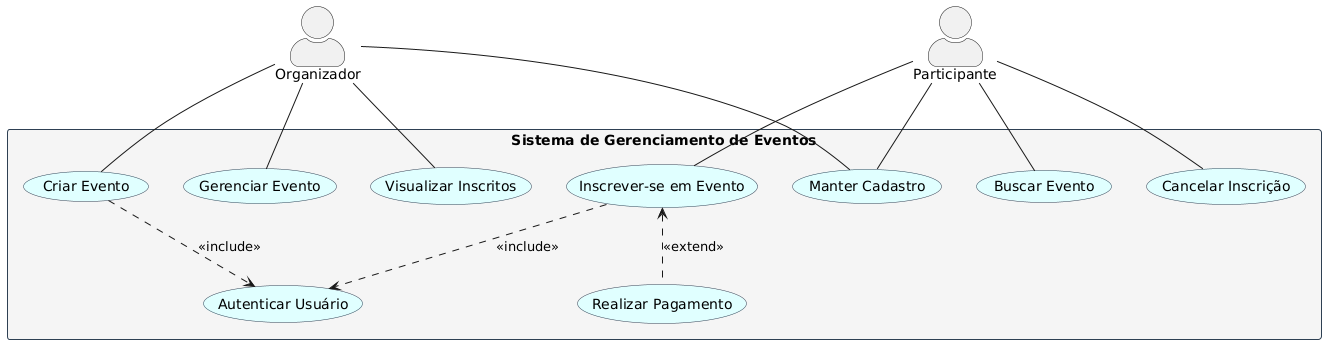 Organizador
Participante
Sistema de Gerenciamento de Eventos
Criar Evento
Gerenciar Evento
Visualizar Inscritos
Inscrever-se em Evento
Manter Cadastro
Buscar Evento
Cancelar Inscrição
«include»
«include»
«extend»
Autenticar Usuário
Realizar Pagamento